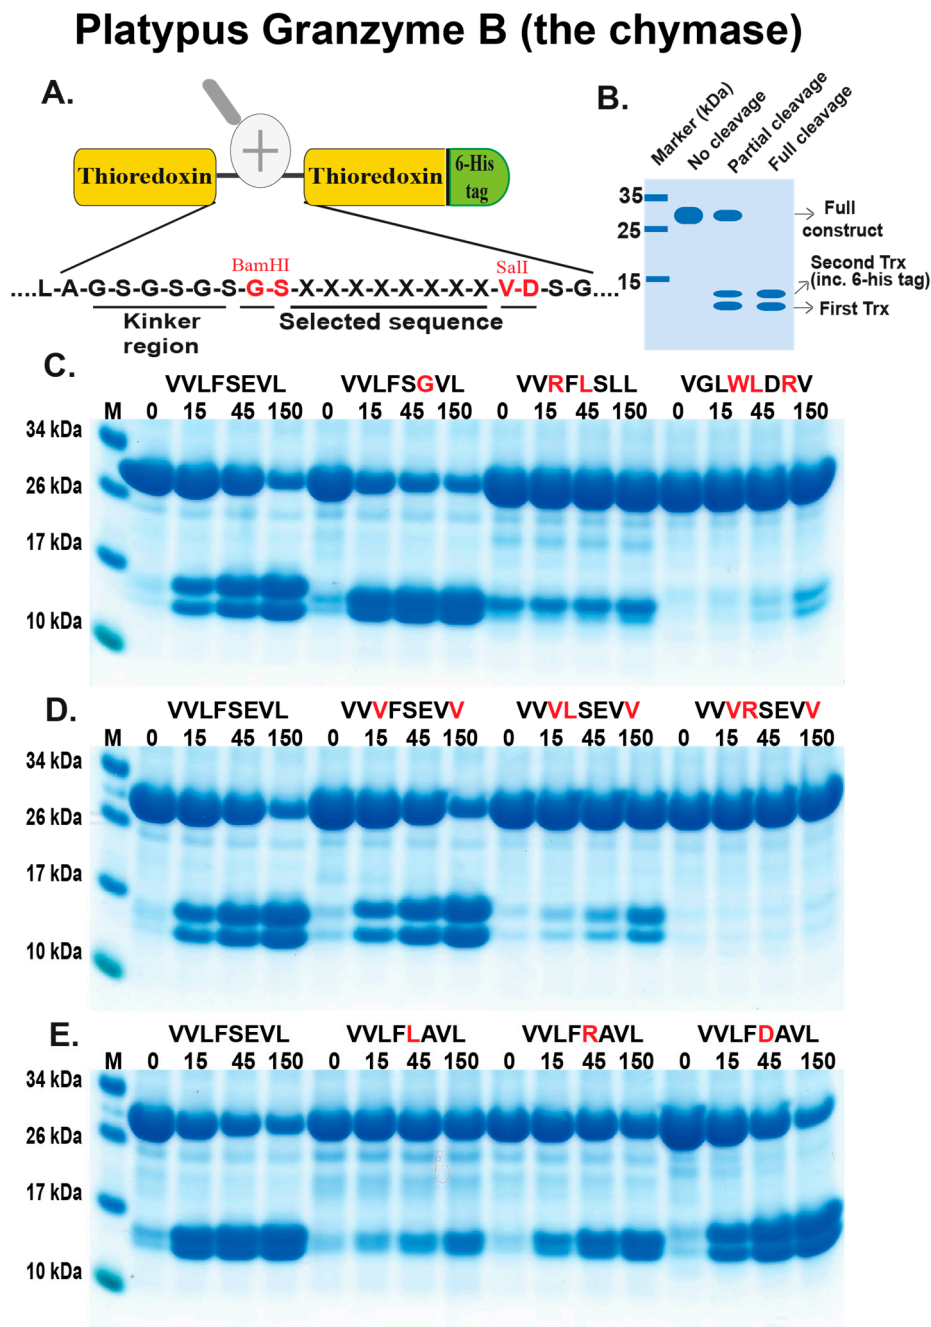 Platypus Granzyme B (the chymase)
A.
Thioredoxin
Thioredoxin
6-His
tag
BamHI
SalI
....L-A-G-S-G-S-G-S-G-S-X-X-X-X-X-X-X-X-V-D-S-G....
Kinker
region
Selected sequence
B.
Marker (kDa)
No cleavage
Partial cleavage
Full cleavage
35
25
15
Full
construct
Second Trx
(inc. 6-his tag)
First Trx
C.
VVLFSEVL VVLFSGVL VVRFLSLL VGLWLDRV
M 0 15 45 150 0 15 45 150 0 15 45 150 0 15 45 150
34 kDa
26 kDa
17 kDa
10 kDa
D.
VVLFSEVL VVVFSEVV VVVLSEVV VVVRSEVV
M 0 15 45 150 0 15 45 150 0 15 45 150 0 15 45 150
34 kDa
26 kDa
17 kDa
10 kDa
E.
VVLFSEVL VVLFLAVL VVLFRAVL VVLFDAVL
M 0 15 45 150 0 15 45 150 0 15 45 150 0 15 45 150
34 kDa
26 kDa
17 kDa
10 kDa